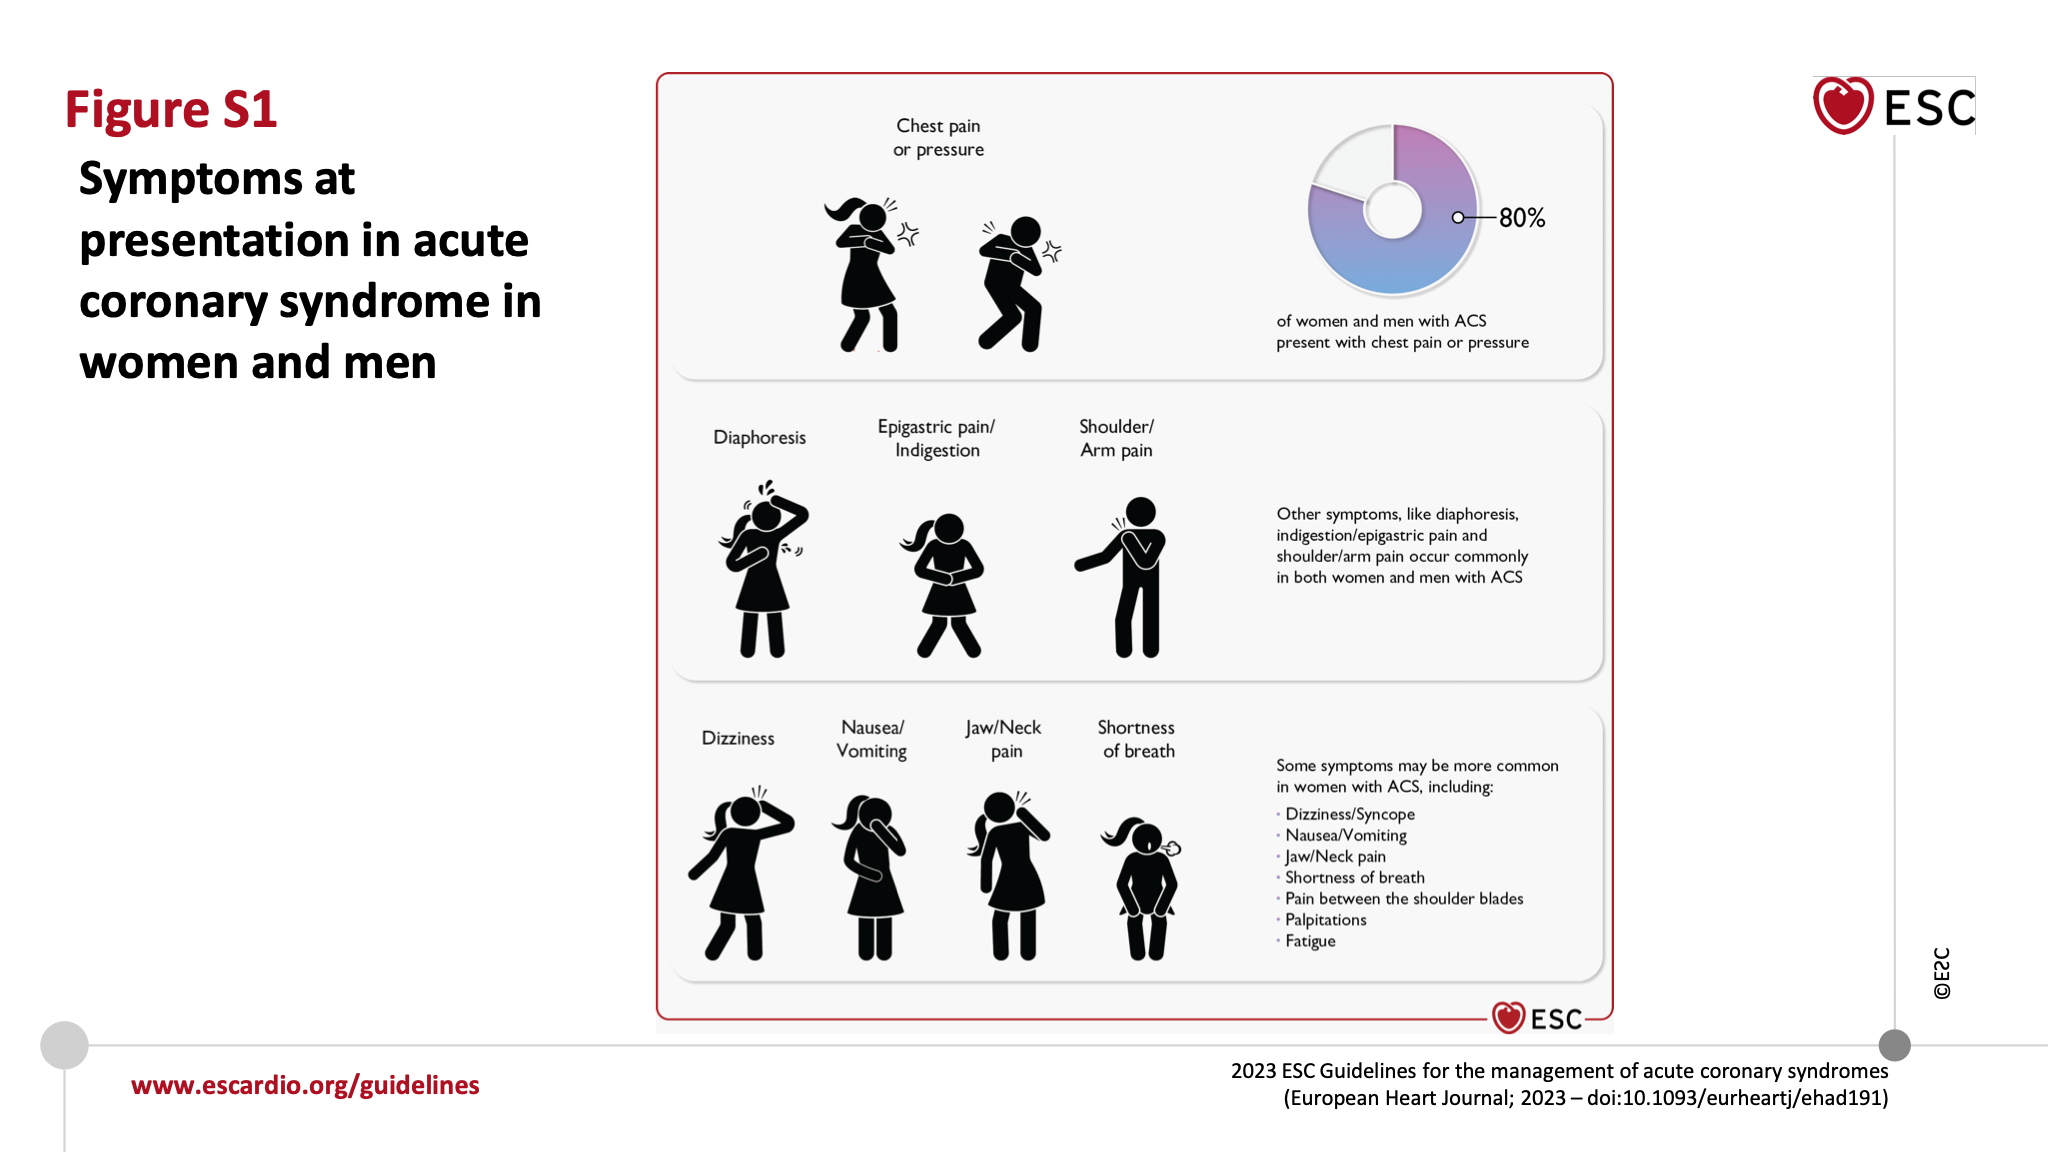 Figure S1
Symptoms at
presentation in acute
coronary syndrome in
women and men
Chest pain
or pressure
80%
of women and men with ACS
present with chest pain or pressure
Diaphoresis
Epigastric pain/
Indigestion
Shoulder/
Arm pain
Other symptoms, like diaphoresis,
indigestion/epigastric pain and
shoulder/arm pain occur commonly
in both women and men with ACS
Dizziness
Nausea/
Vomiting
Jaw/Neck
pain
Shortness
of breath
Some symptoms may be more common
in women with ACS, including:
• Dizziness/Syncope
• Nausea/Vomiting
• Jaw/Neck pain
• Shortness of breath
• Pain between the shoulder blades
• Palpitations
• Fatigue
ESC
ESC
©ESC
www.escardio.org/guidelines
2023 ESC Guidelines for the management of acute coronary syndromes
(European Heart Journal; 2023 – doi:10.1093/eurheartj/ehad191)